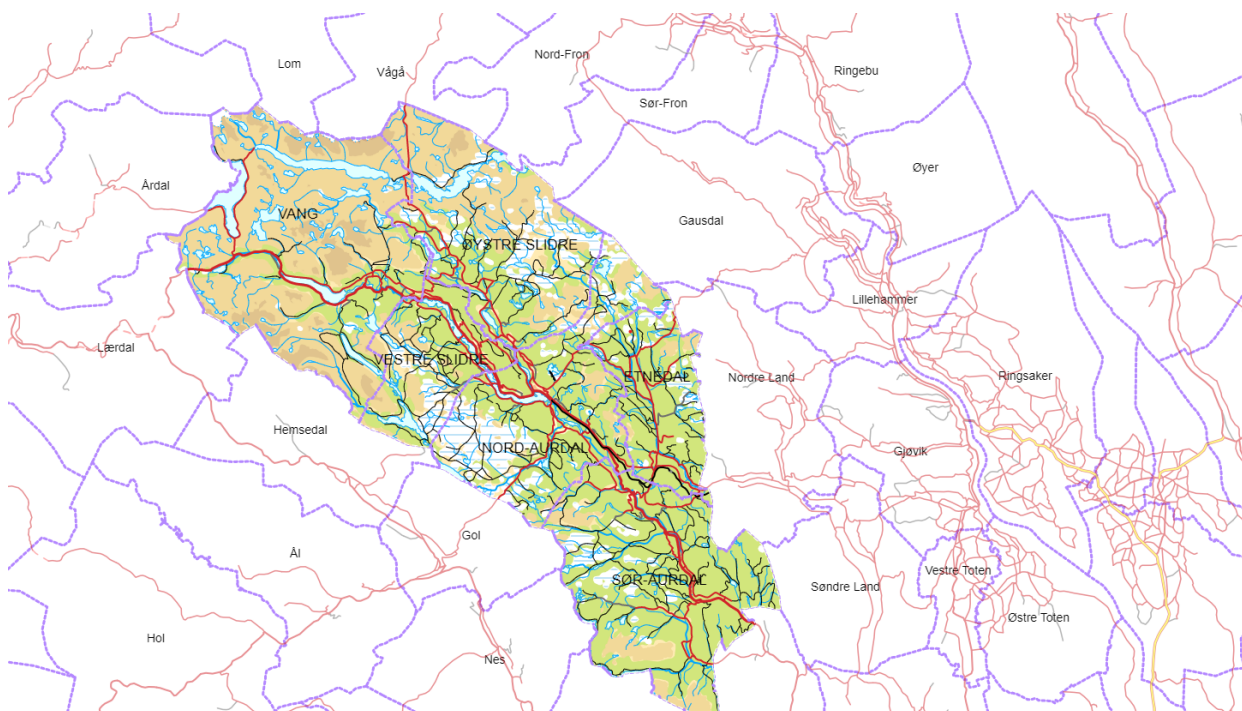 Nord-Fron
Lom
Vågå
Ringebu
Sør-Fron
Øyer
Årdal
VANG
Gausdal
ØYSTRE SLIDRE
Lillehammer
Lærdal
VESTRE SLIDRE
ETNEDAL
Nordre Land
Ringsaker
Hemsedal
NORD-AURDAL
Gjøvik
Gol
Ål
Vestre Toten
SØR-AURDAL
Søndre Land
Østre Toten
Hol
Nes